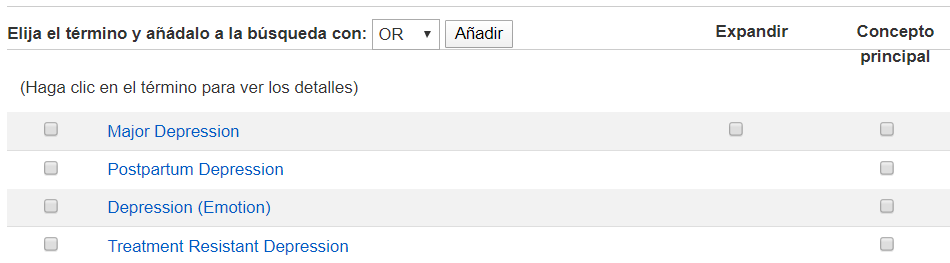 Elija el término y añádalo a la búsqueda con: OR Añadir Expandir Concepto principal
(Haga clic en el término para ver los detalles)
Major Depression
Postpartum Depression
Depression (Emotion)
Treatment Resistant Depression